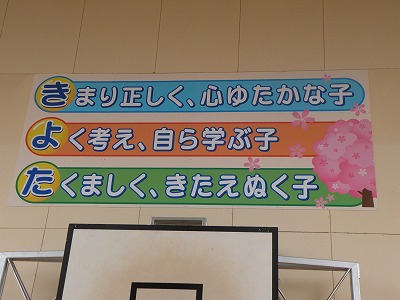 きまり正しく、心ゆたかな子
よく考え、自ら学ぶ子
たくましく、きたえぬく子